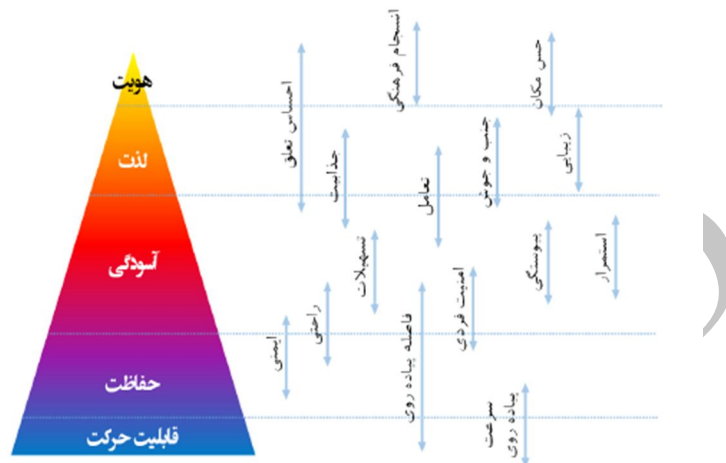 هویت
لذت
آسودگی
حفاظت
قابلیت حرکت
احساس تعلق
انسجام فرهنگی
حس مکان
جذابیت
تعامل
جنب و جوش
زیبایی
تسهیلات
پیوستگی
استمرار
ایمنی
راحتی
فاصله پیاده روی
امنیت فردی
سرعت
پیاده روی